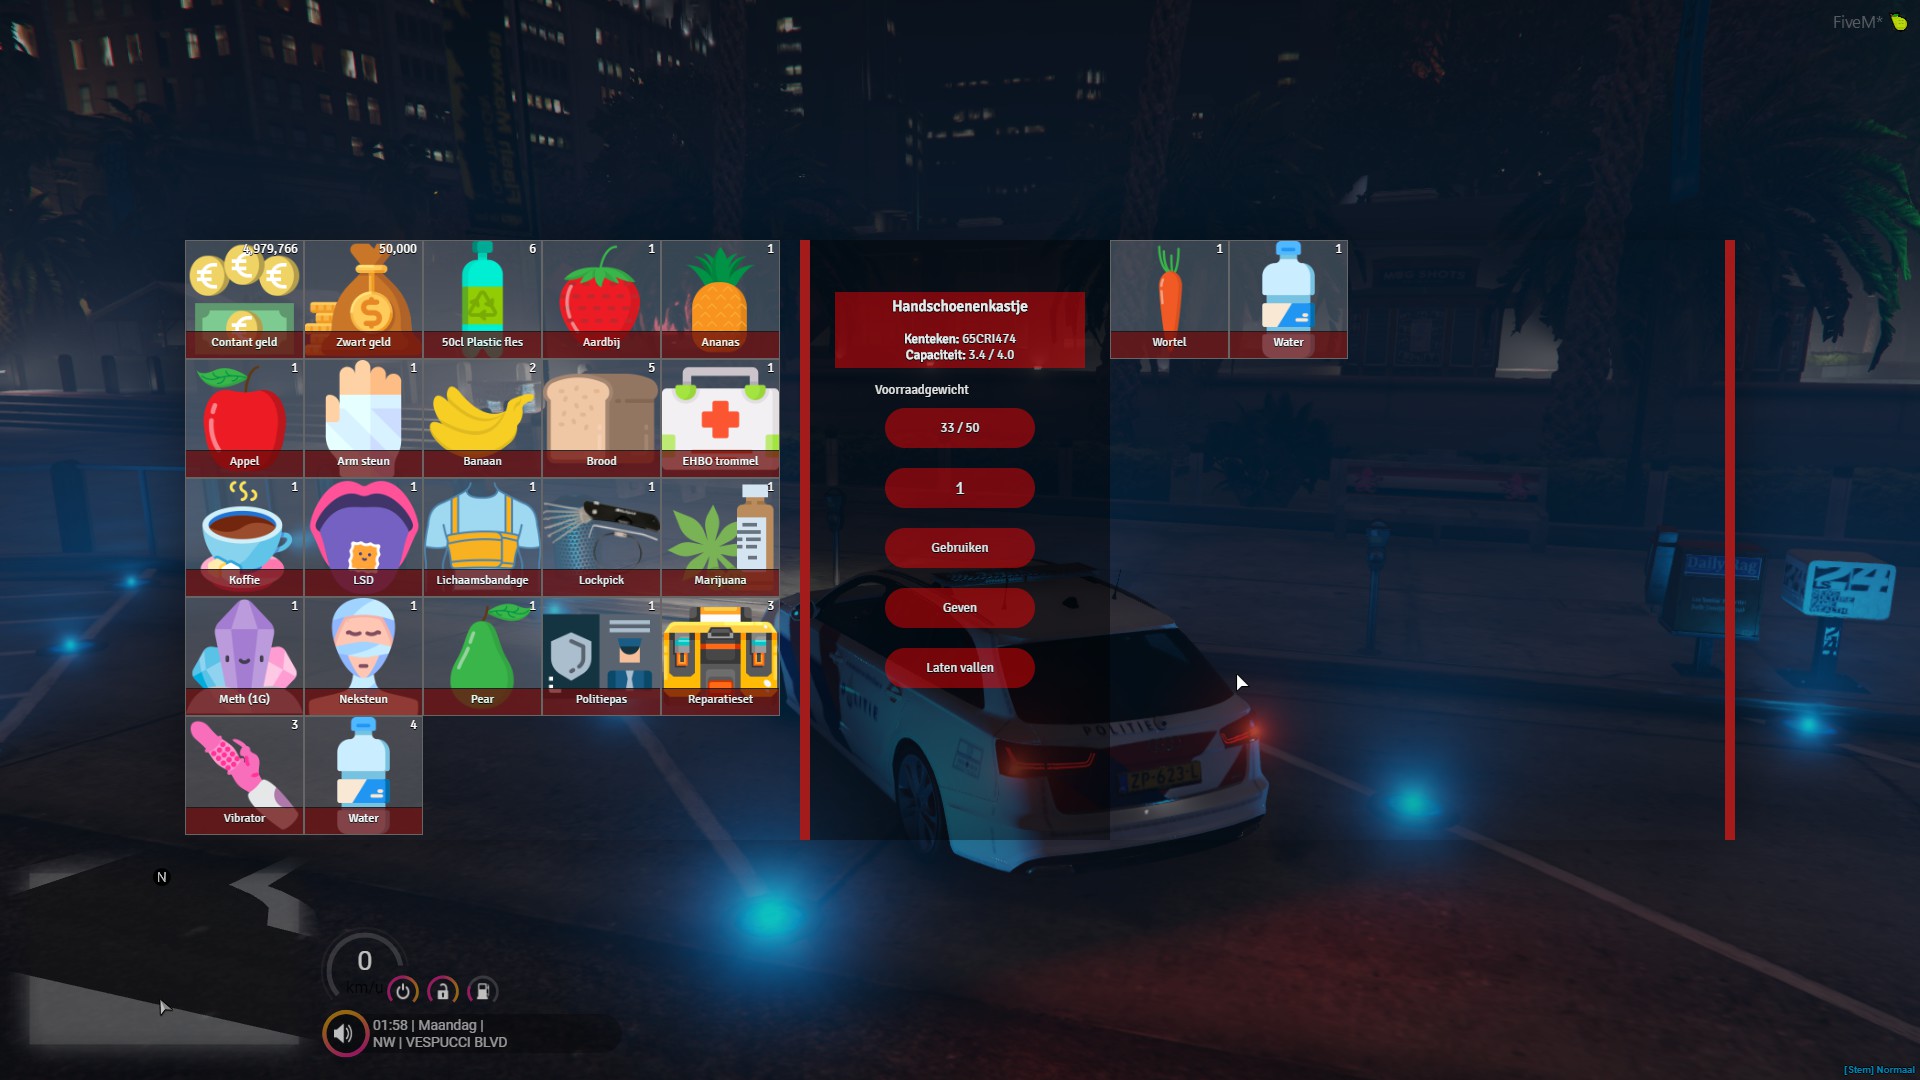 FiveM*
4,979,766
Contant geld
50,000
Zwart geld
6
50cl Plastic fles
1
Aardbij
1
Ananas
1
Appel
1
Arm steun
2
Banaan
5
Brood
1
EHBO trommel
1
Koffie
1
LSD
1
Lichaamsbandage
1
Lockpick
1
Marijuana
1
Meth (1G)
1
Neksteun
1
Pear
1
Politiepas
3
Reparatieset
3
Vibrator
4
Water
Handschoenenkastje
Kenteken: 65CRI474
Capaciteit: 3.4 / 4.0
Voorraadgewicht
33 / 50
1
Gebruiken
Geven
Laten vallen
1
Wortel
1
Water
POLITIE
ZP-623-L
N
0
km/u
01:58 | Maandag |
NW | VESPUCCI BLVD
[Stem] Normaal